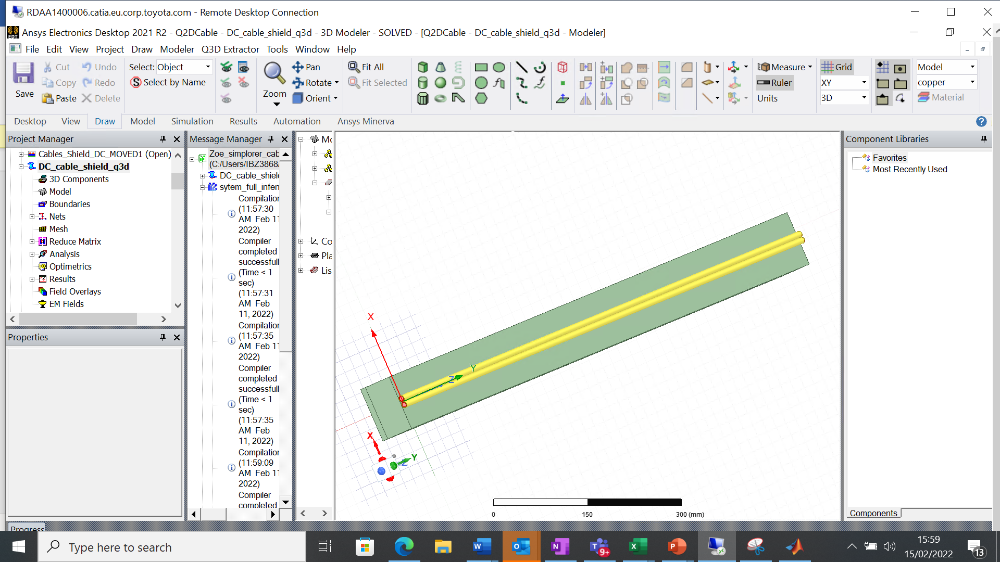 RDAA1400006.catia.eu.corp.toyota.com - Remote Desktop Connection
Ansys Electronics Desktop 2021 R2 - Q2DCable - DC_cable_shield_q3d - 3D Modeler - SOLVED - [Q2DCable - DC_cable_shield_q3d - Modeler]
File Edit View Project Draw Modeler Q3D Extractor Tools Window Help
Save
Cut
Copy
Paste
Undo
Redo
Delete
Select: Object
Select by Name
Zoom
Pan
Rotate
Orient
Fit All
Fit Selected
Measure
Ruler
Units
Grid
XY
3D
Model
copper
Material
Desktop View Draw Model Simulation Results Automation Ansys Minerva
Project Manager
Cables_Shield_DC_MOVED1 (Open)
DC_cable_shield_q3d
3D Components
Model
Boundaries
Nets
Mesh
Reduce Matrix
Analysis
Optimetrics
Results
Field Overlays
EM Fields
Properties
Message Manager
Zoe_simplorer_cab
(C:/Users/IBZ3868/
DC_cable_shield
sytem_full_infen
Compilation
(11:57:30
AM Feb 11
2022)
Compiler
completed
successfull
(Time < 1
sec)
(11:57:31
AM Feb
11, 2022)
Compilation
(11:57:35
AM Feb 11
2022)
Compiler
completed
successfull
(Time < 1
sec)
(11:57:35
AM Feb
11, 2022)
Compilation
(11:59:09
AM Feb 11
2022)
Compiler
completed
Mo
Co
Pla
Lis
X
Y
Z
X
Y
Z
0 150 300 (mm)
Component Libraries
Favorites
Most Recently Used
Components
Progress
Type here to search
9+
15:59
15/02/2022
13